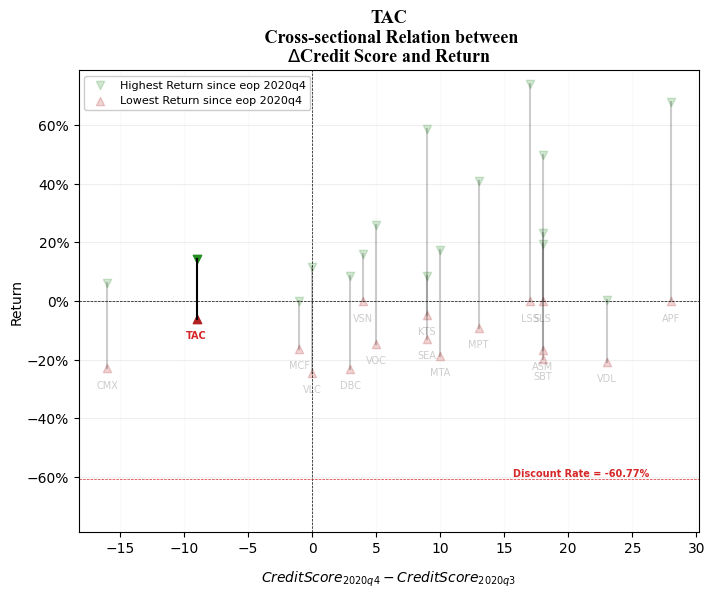 TAC
Cross-sectional Relation between
ΔCredit Score and Return
Highest Return since eop 2020q4
Lowest Return since eop 2020q4
60%
40%
20%
0%
−20%
−40%
−60%
Return
VSN
LSS
SLS
APF
TAC
KTS
MPT
SEA
VOC
MCF
ASM
MTA
SBT
VDL
CMX
DBC
Discount Rate = -60.77%
−15
−10
−5
0
5
10
15
20
25
30
CreditScore2020q4 − CreditScore2020q3